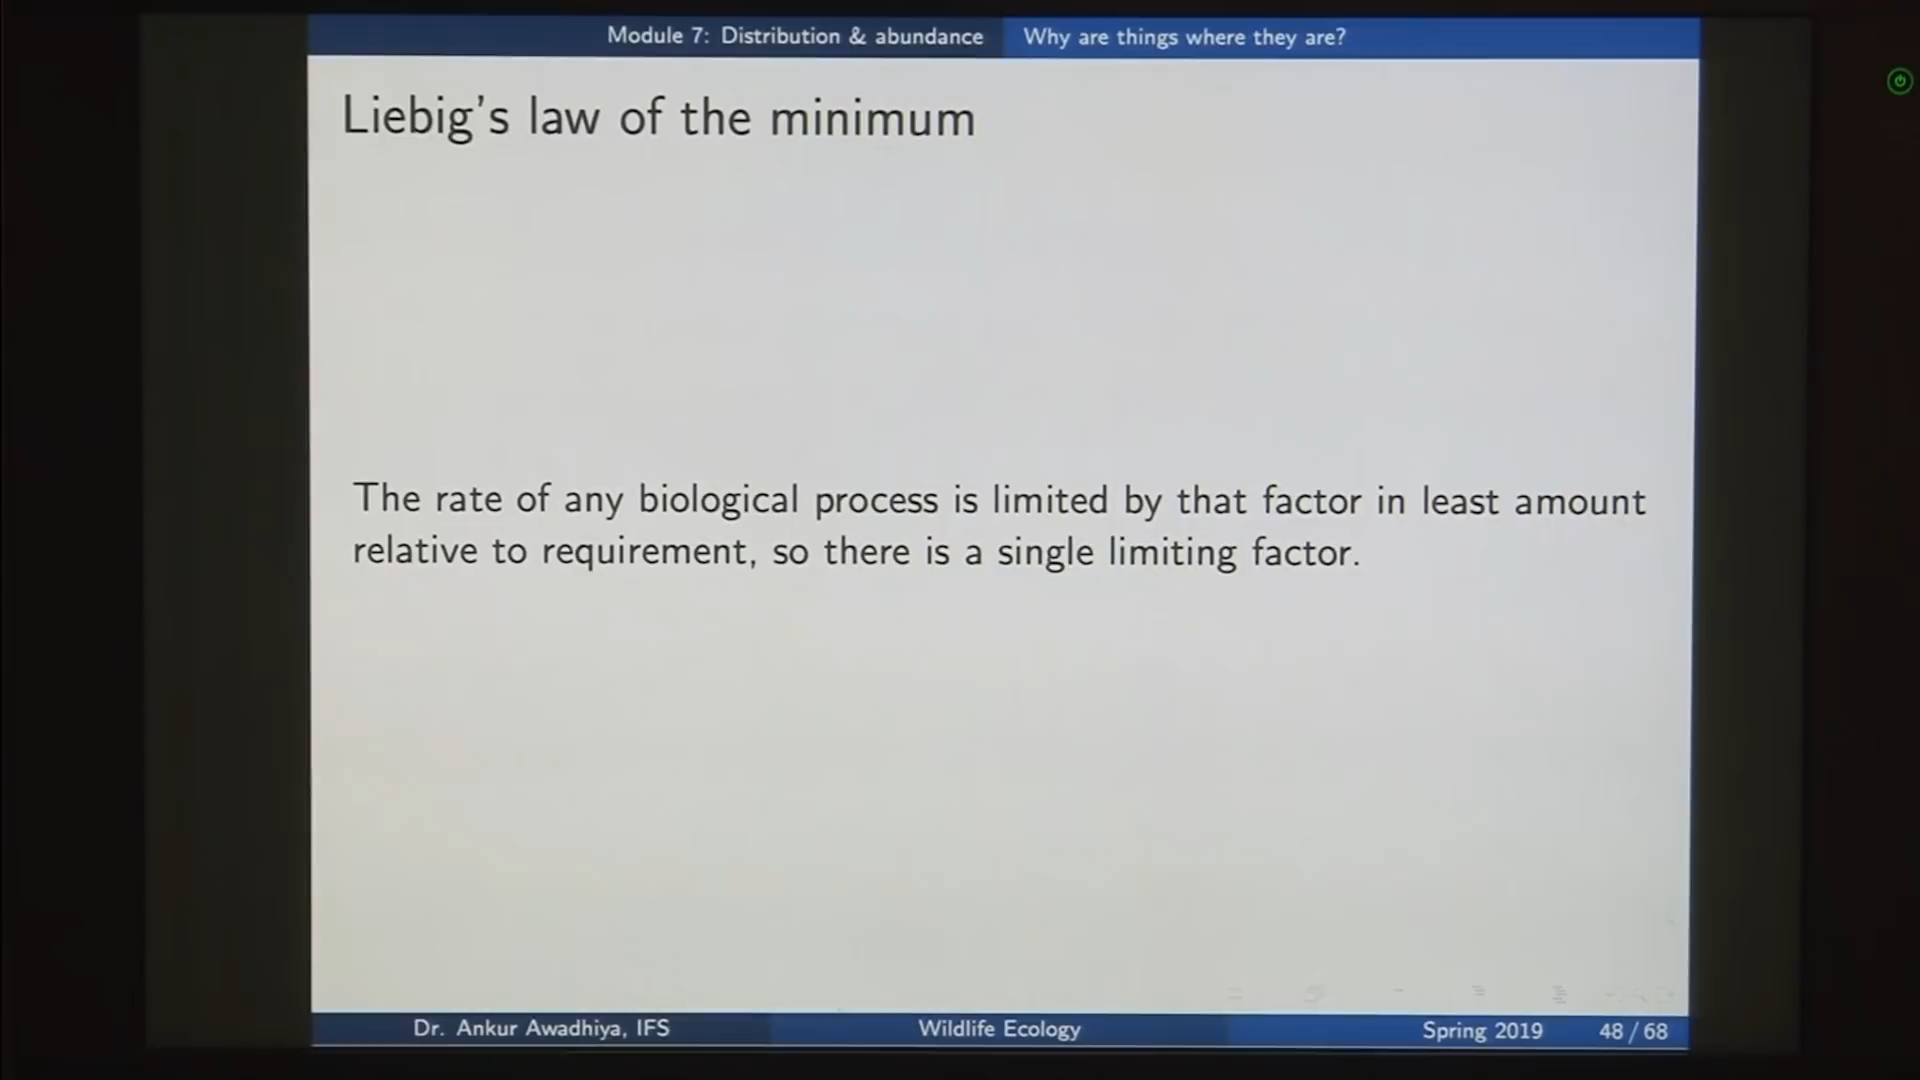 Module 7: Distribution & abundance Why are things where they are?
Liebig's law of the minimum
The rate of any biological process is limited by that factor in least amount
relative to requirement, so there is a single limiting factor.
Dr. Ankur Awadhiya, IFS Wildlife Ecology Spring 2019 48 / 68